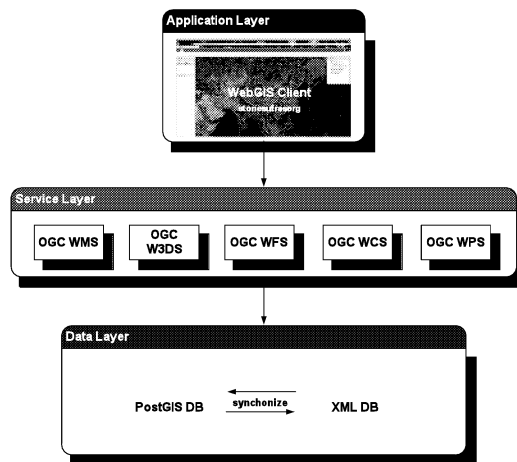 Application Layer
WebGIS Client
Service Layer
OGC WMS
OGC
W3DS
OGC WFS
OGC WCS
OGC WPS
Data Layer
PostGIS DB
synchonize
XML DB